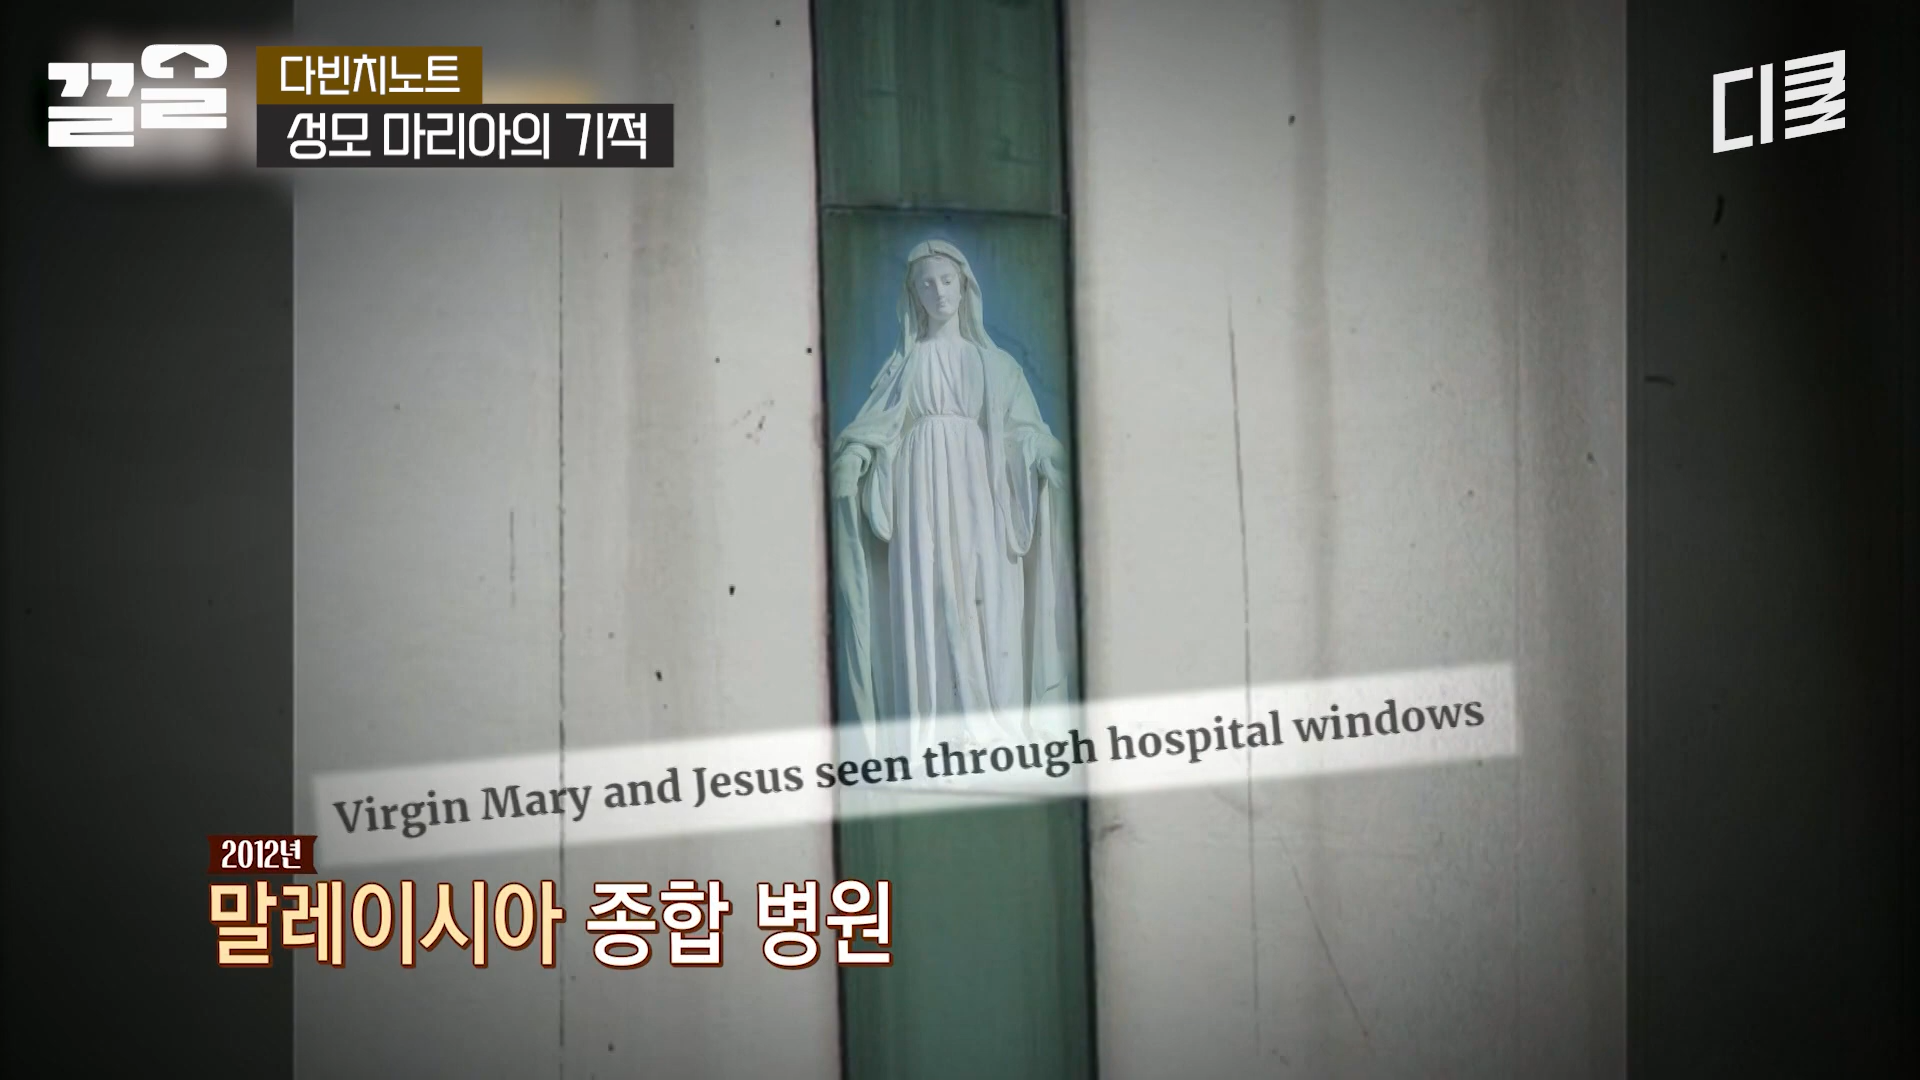 끌올
다빈치노트
성모 마리아의 기적
디클
Virgin Mary and Jesus seen through hospital windows
2012년
말레이시아 종합 병원